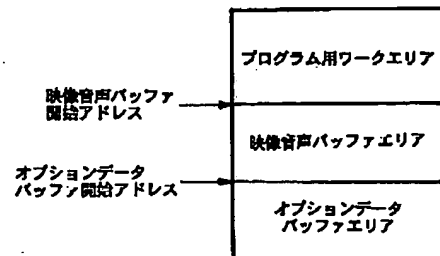 プログラム用ワークエリア
映像音声バッファ
開始アドレス
映像音声バッファエリア
オプションデータ
バッファ開始アドレス
オプションデータ
バッファエリア